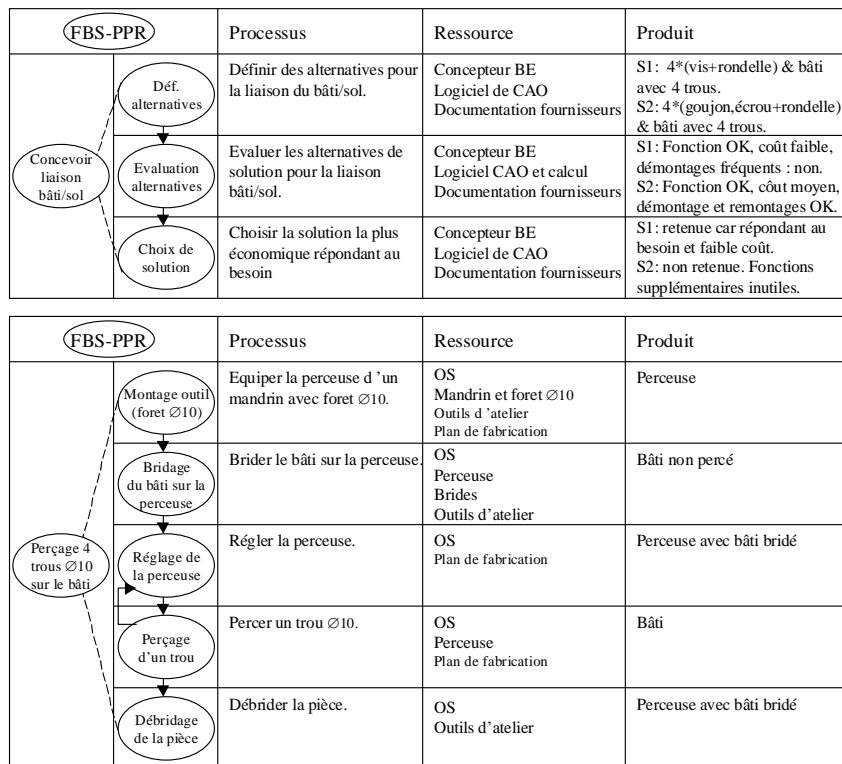 FBS-PPR
Processus
Ressource
Produit
Concevoir
liaison
bâti/sol
Déf.
alternatives
Définir des alternatives pour
la liaison du bâti/sol.
Concepteur BE
Logiciel de CAO
Documentation fournisseurs
S1: 4*(vis+rondelle) & bâti
avec 4 trous.
S2: 4*(goujon,écrou+rondelle)
& bâti avec 4 trous.
Evaluation
alternatives
Evaluer les alternatives de
solution pour la liaison
bâti/sol.
Concepteur BE
Logiciel CAO et calcul
Documentation fournisseurs
S1: Fonction OK, coût faible,
démontages fréquents : non.
S2: Fonction OK, côut moyen,
démontage et remontages OK.
Choix de
solution
Choisir la solution la plus
économique répondant au
besoin
Concepteur BE
Logiciel de CAO
Documentation fournisseurs
S1: retenue car répondant au
besoin et faible coût.
S2: non retenue. Fonctions
supplémentaires inutiles.
FBS-PPR
Processus
Ressource
Produit
Perçage 4
trous ∅10
sur le bâti
Montage outil
(foret ∅10)
Equiper la perceuse d ’un
mandrin avec foret ∅10.
OS
Mandrin et foret ∅10
Outils d ’atelier
Plan de fabrication
Perceuse
Bridage
du bâti sur la
perceuse
Brider le bâti sur la perceuse.
OS
Perceuse
Brides
Outils d’atelier
Bâti non percé
Réglage de
la perceuse
Régler la perceuse.
OS
Plan de fabrication
Perceuse avec bâti bridé
Perçage
d’un trou
Percer un trou ∅10.
OS
Perceuse
Plan de fabrication
Bâti
Débridage
de la pièce
Débrider la pièce.
OS
Outils d’atelier
Perceuse avec bâti bridé